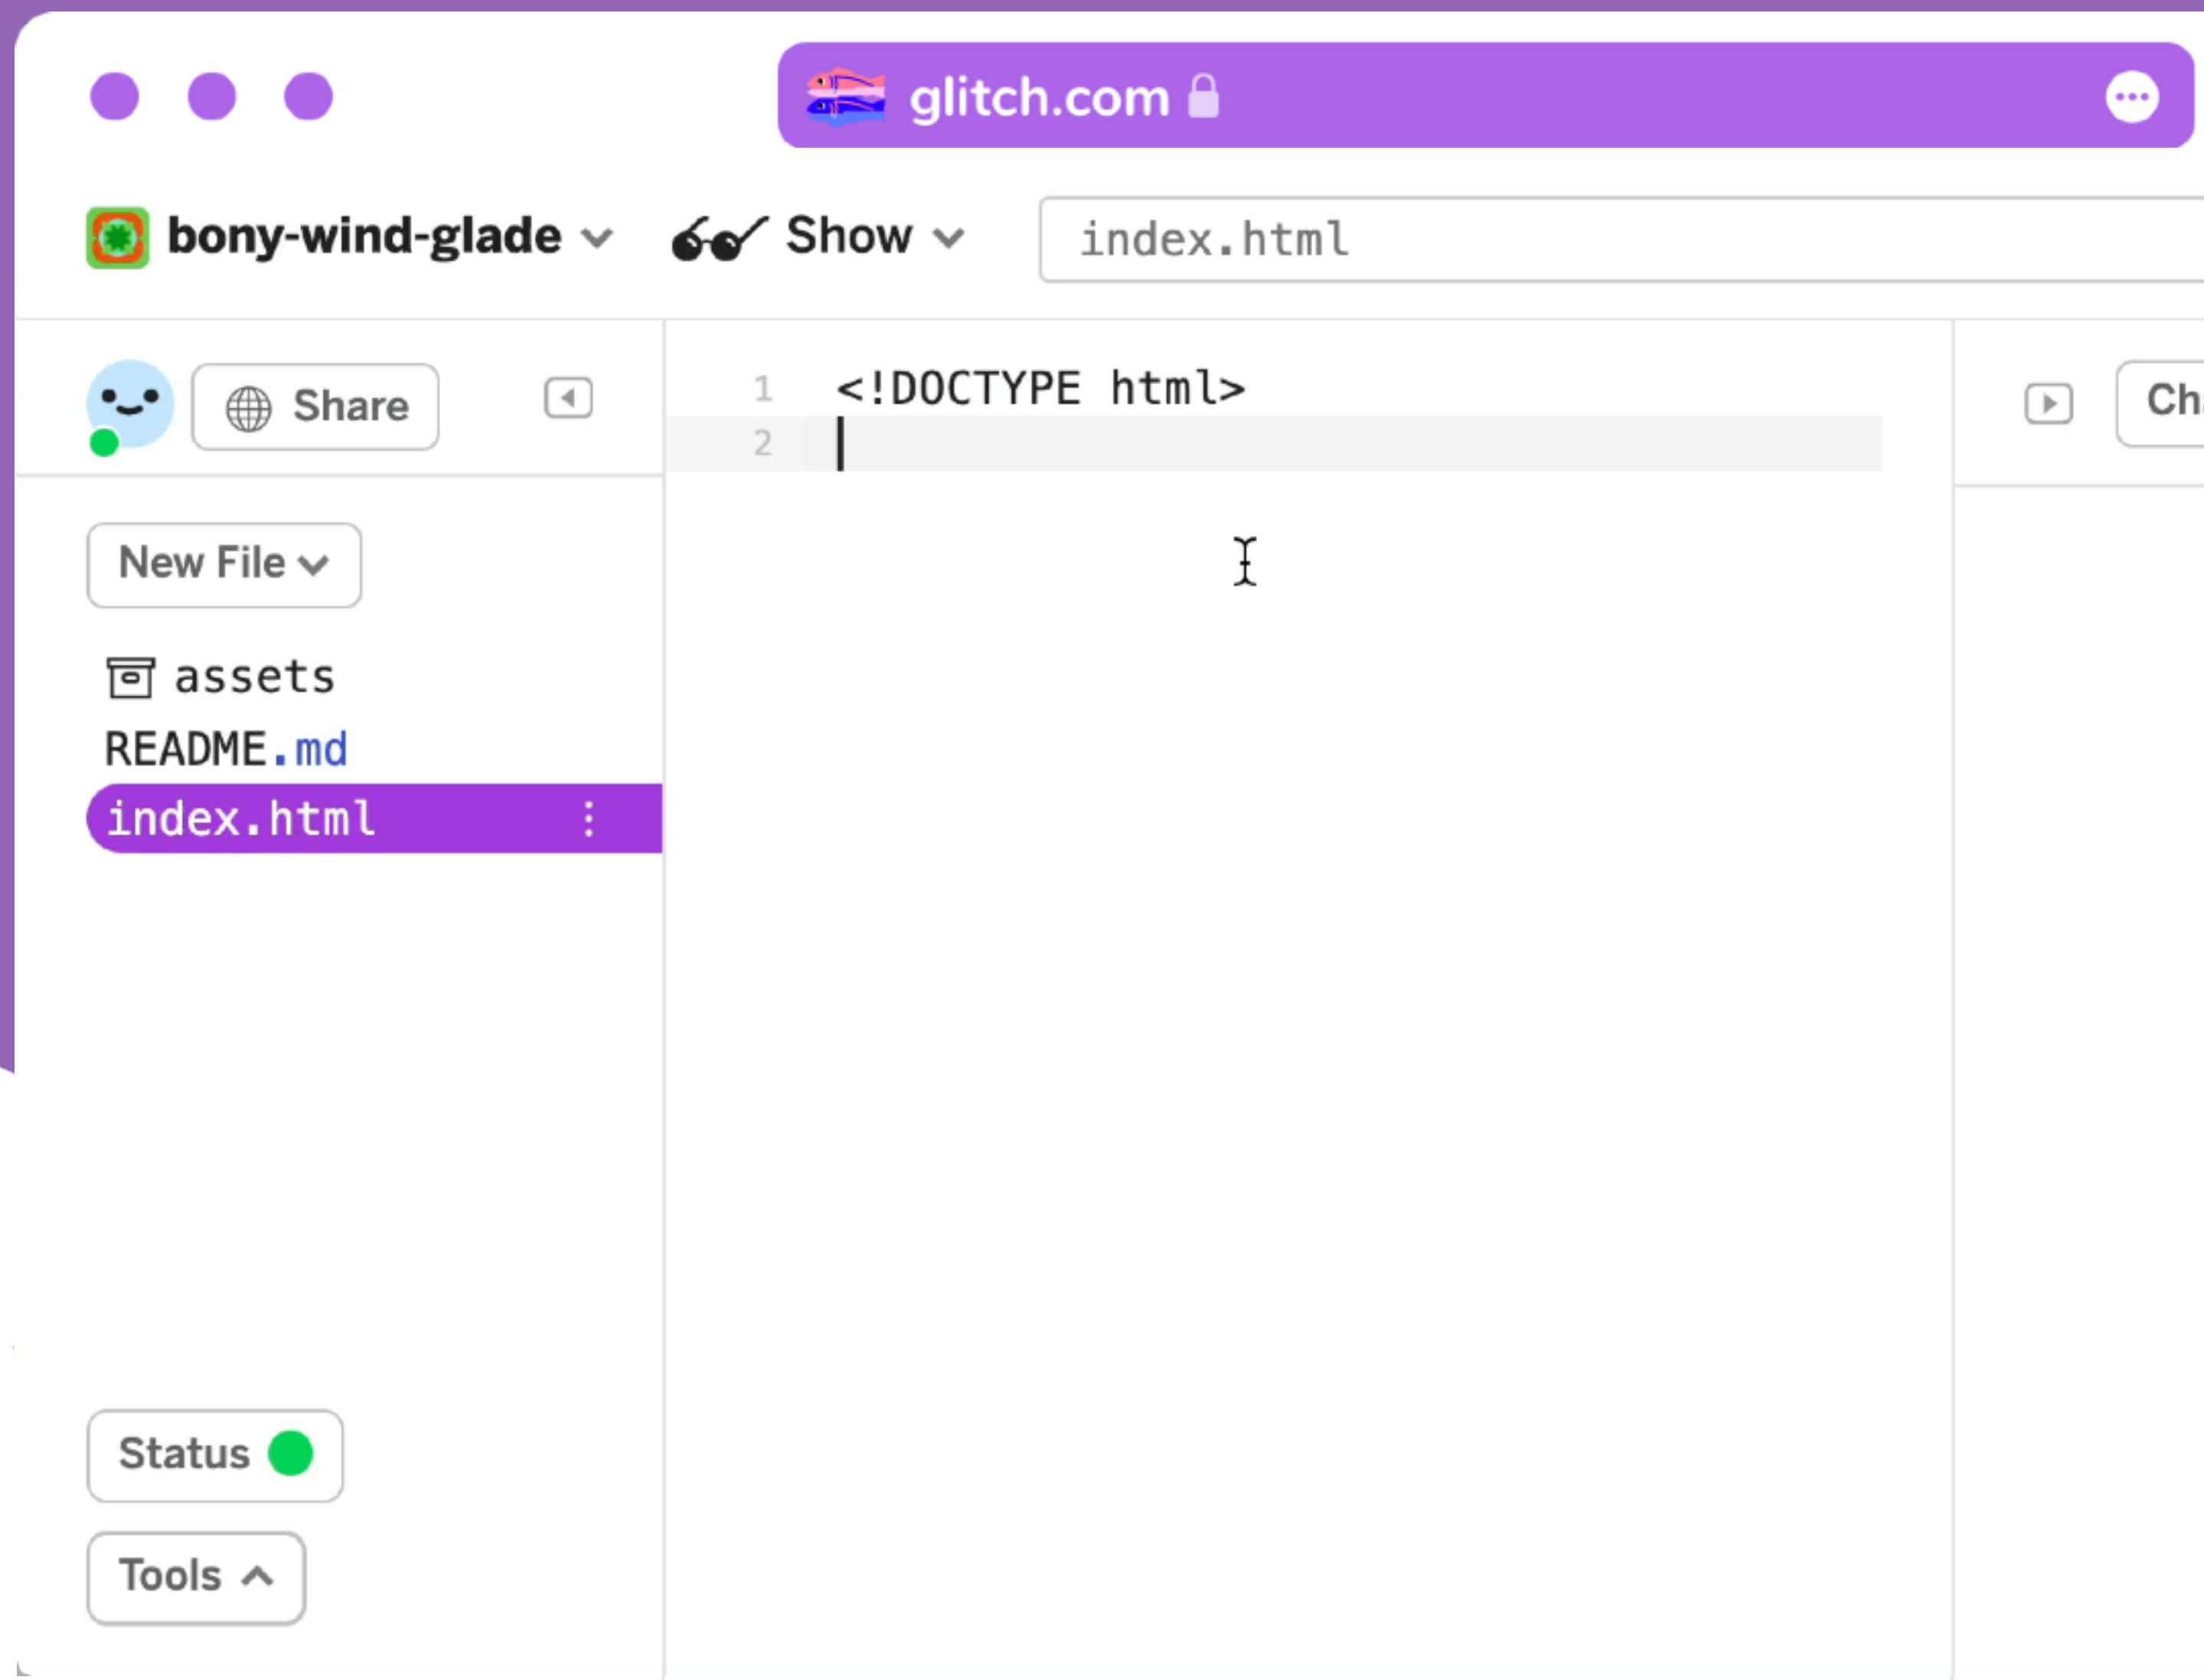 glitch.com
bony-wind-glade Show index.html
Share
New File
assets
README.md
index.html
Status
Tools
1 <!DOCTYPE html>
2